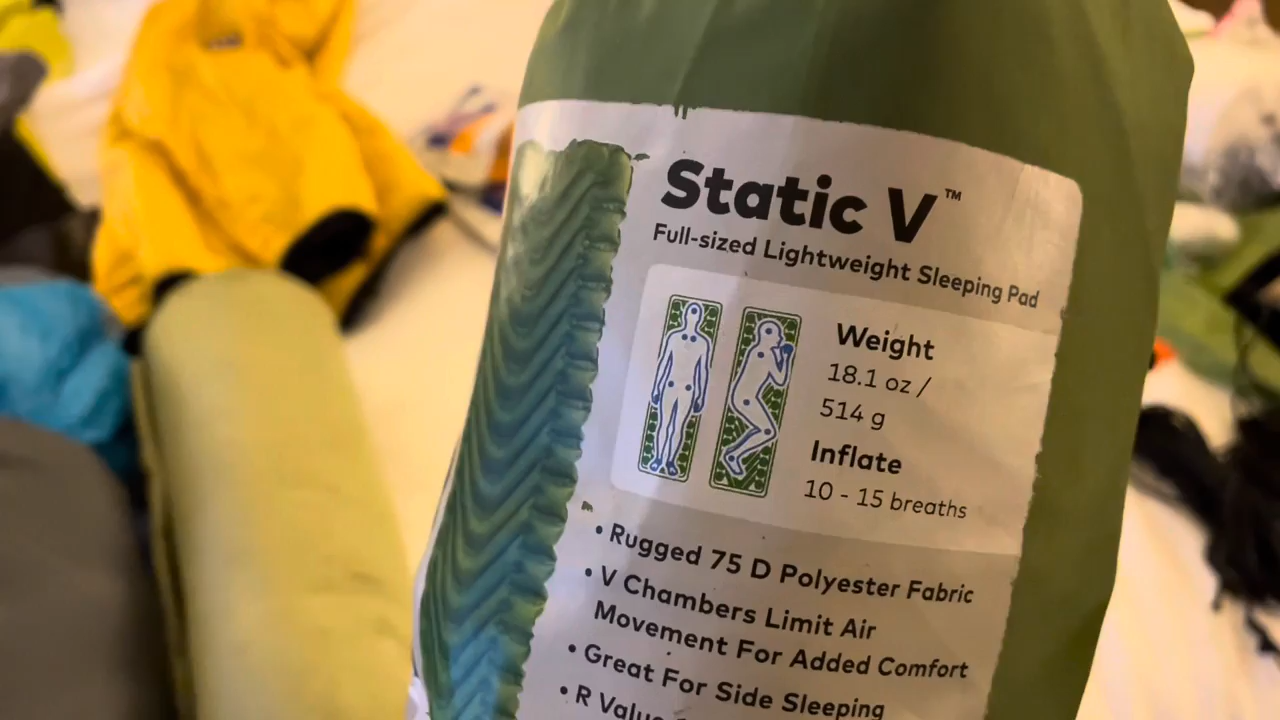 Static V™
Full-sized Lightweight Sleeping Pad
Weight
18.1 oz /
514 g
Inflate
10 - 15 breaths
• Rugged 75 D Polyester Fabric
• V Chambers Limit Air
Movement For Added Comfort
• Great For Side Sleeping
• R Value